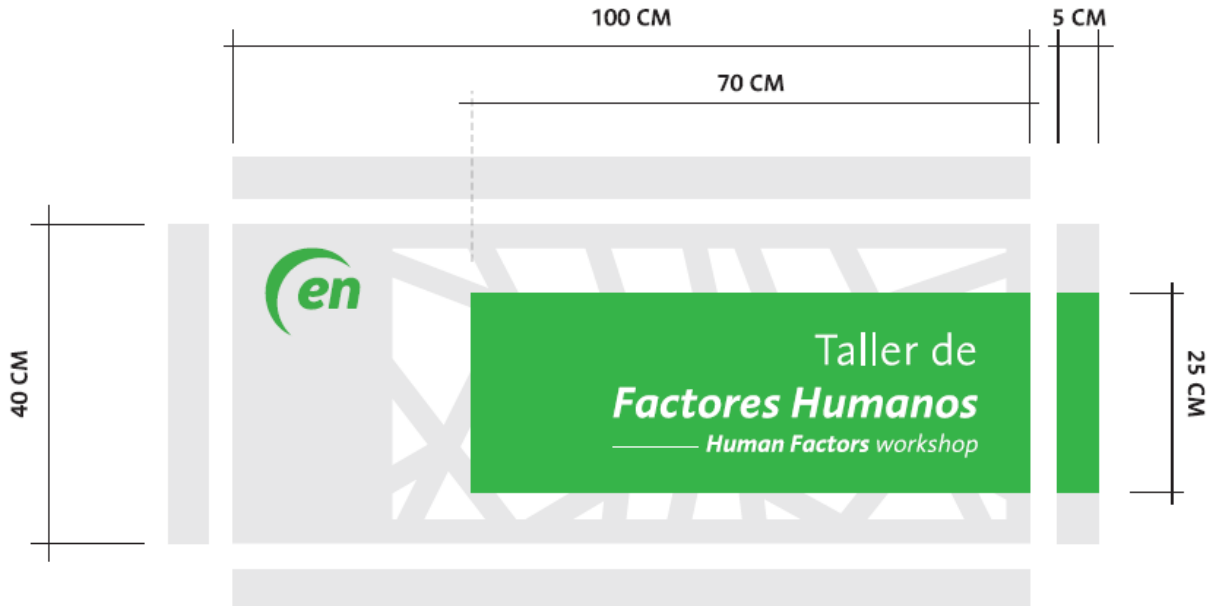 100 CM
5 CM
70 CM
en
40 CM
25 CM
Taller de
Factores Humanos
Human Factors workshop